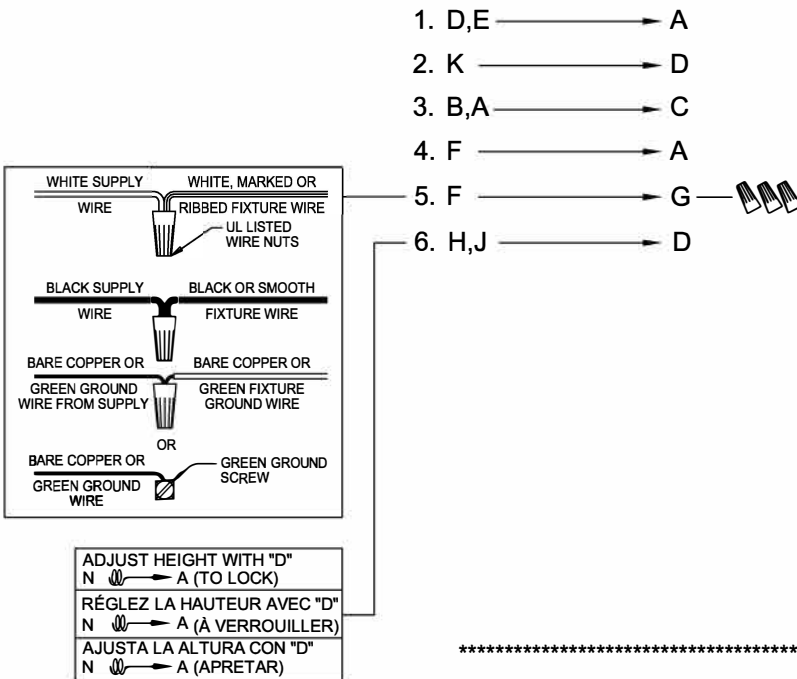 1. D,E → A
2. K → D
3. B,A → C
4. F → A
5. F → G
6. H,J → D
WHITE SUPPLY WIRE
WHITE, MARKED OR
RIBBED FIXTURE WIRE
UL LISTED
WIRE NUTS
BLACK SUPPLY
WIRE
BLACK OR SMOOTH
FIXTURE WIRE
BARE COPPER OR
GREEN GROUND
WIRE FROM SUPPLY
BARE COPPER OR
GREEN FIXTURE
GROUND WIRE
OR
BARE COPPER OR
GREEN GROUND
WIRE
GREEN GROUND
SCREW
ADJUST HEIGHT WITH "D"
N → A (TO LOCK)
RÉGLEZ LA HAUTEUR AVEC "D"
N → A (À VERROUILLER)
AJUSTA LA ALTURA CON "D"
N → A (APRETAR)
*************************************